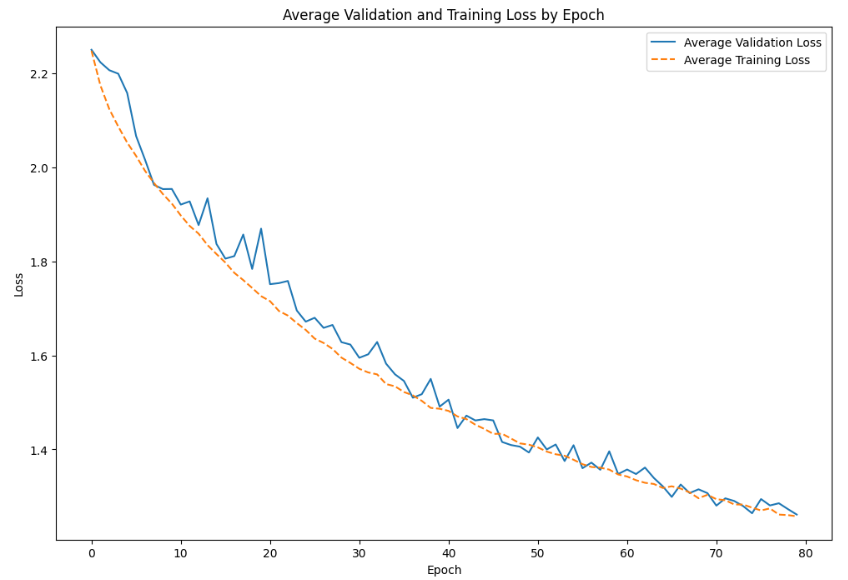 Average Validation and Training Loss by Epoch
Average Validation Loss
Average Training Loss
2.2
2.0
1.8
1.6
1.4
Loss
0 10 20 30 40 50 60 70 80
Epoch